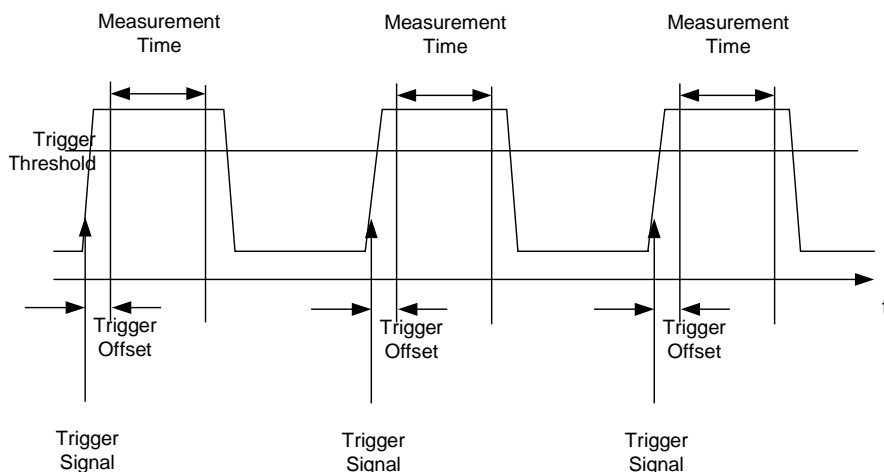 Measurement
Time
Measurement
Time
Measurement
Time
Trigger
Threshold
t
Trigger
Offset
Trigger
Offset
Trigger
Offset
Trigger
Signal
Trigger
Signal
Trigger
Signal